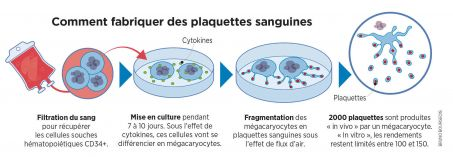 Comment fabriquer des plaquettes sanguines
Cytokines
Plaquettes
Filtration du sang
pour récupérer
les cellules souches
hématopoïétiques CD34+.
Mise en culture pendant
7 à 10 jours. Sous l'effet de
cytokines, ces cellules vont se
différencier en mégacaryocytes.
Fragmentation des
mégacaryocytes en
plaquettes sanguines sous
l'effet de flux d'air.
2000 plaquettes sont produites
« in vivo » par un mégacaryocyte.
« In vitro », les rendements
restent limités entre 100 et 150.
BRUNO BOURGEOIS